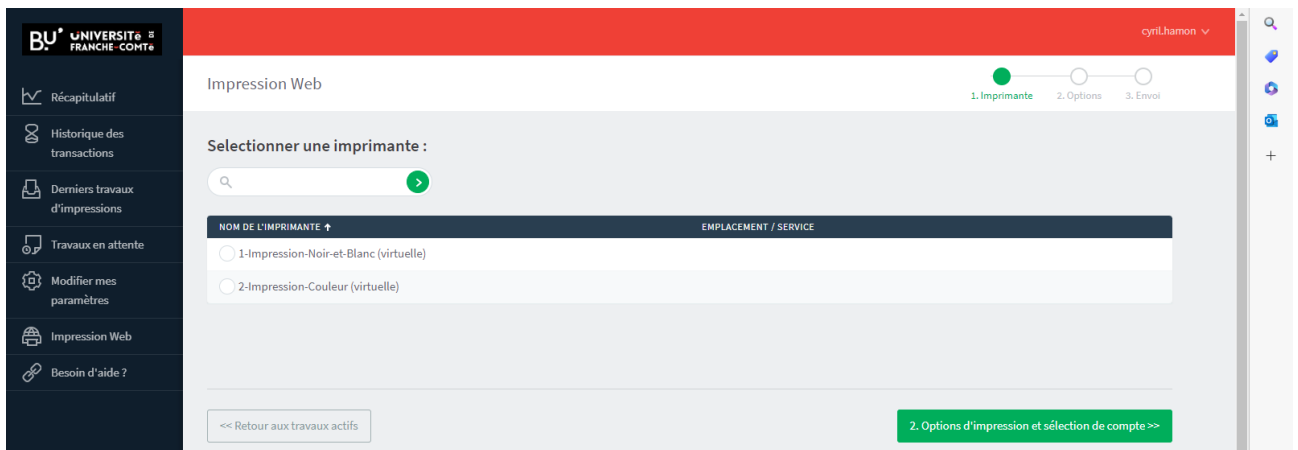 BU UNIVERSITé
FRANCHE-COMTé
cyril.hamon
Récapitulatif
Historique des
transactions
Derniers travaux
d'impressions
Travaux en attente
Modifier mes
paramètres
Impression Web
Besoin d'aide ?
Impression Web
1. Imprimante 2. Options 3. Envoi
Selectionner une imprimante :
NOM DE L'IMPRIMANTE EMPLACEMENT / SERVICE
1-Impression-Noir-et-Blanc (virtuelle)
2-Impression-Couleur (virtuelle)
<< Retour aux travaux actifs
2. Options d'impression et sélection de compte >>